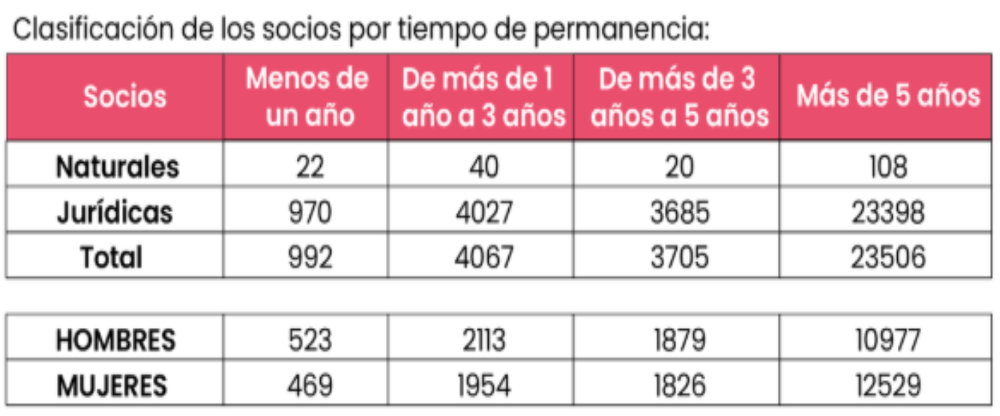 Clasificación de los socios por tiempo de permanencia:
Socios Menos de un año De más de 1 año a 3 años De más de 3 años a 5 años Más de 5 años
Naturales 22 40 20 108
Jurídicas 970 4027 3685 23398
Total 992 4067 3705 23506
HOMBRES 523 2113 1879 10977
MUJERES 469 1954 1826 12529